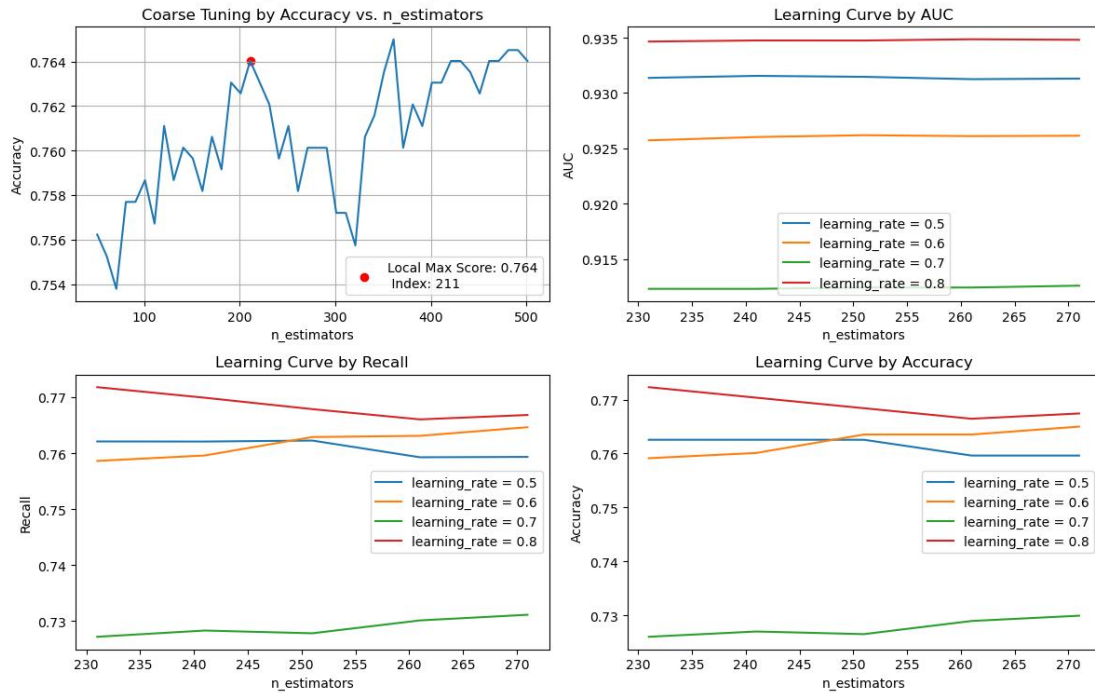 Coarse Tuning by Accuracy vs. n_estimators
0.764
0.762
0.760
0.758
0.756
0.754
Accuracy
Local Max Score: 0.764
Index: 211
100 200 300 400 500
n_estimators
Learning Curve by AUC
0.935
0.930
0.925
0.920
0.915
AUC
learning_rate = 0.5
learning_rate = 0.6
learning_rate = 0.7
learning_rate = 0.8
230 235 240 245 250 255 260 265 270
n_estimators
Learning Curve by Recall
0.77
0.76
0.75
0.74
0.73
Recall
learning_rate = 0.5
learning_rate = 0.6
learning_rate = 0.7
learning_rate = 0.8
230 235 240 245 250 255 260 265 270
n_estimators
Learning Curve by Accuracy
0.77
0.76
0.75
0.74
0.73
Accuracy
learning_rate = 0.5
learning_rate = 0.6
learning_rate = 0.7
learning_rate = 0.8
230 235 240 245 250 255 260 265 270
n_estimators